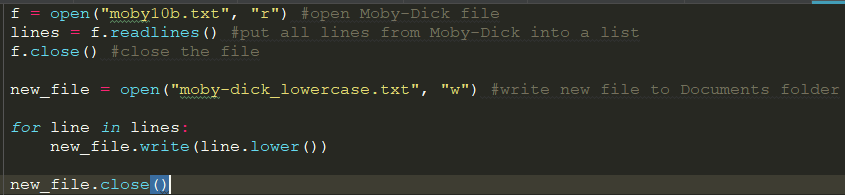 f = open("moby10b.txt", "r") #open Moby-Dick file
lines = f.readlines() #put all lines from Moby-Dick into a list
f.close() #close the file
new_file = open("moby-dick_lowercase.txt", "w") #write new file to Documents folder
for line in lines:
    new_file.write(line.lower())
new_file.close()